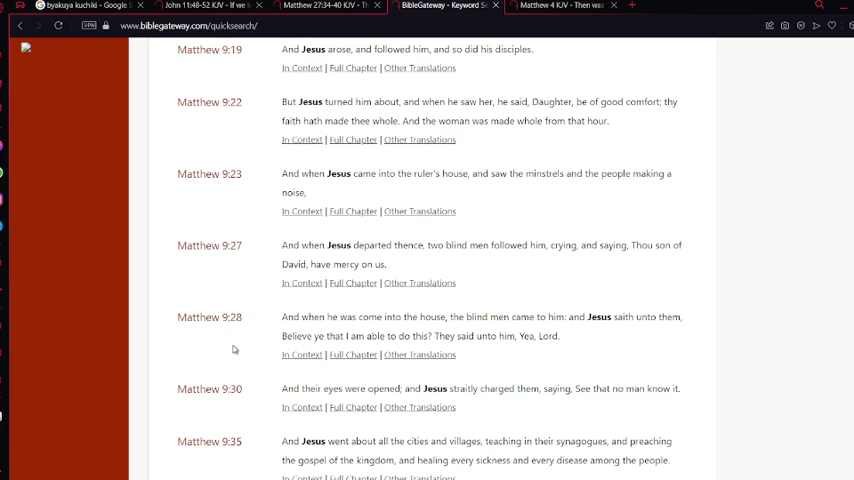 byakuya kuchiki - Google S
John 11:48-52 KJV - If we l
Matthew 27:34-40 KJV - Th
BibleGateway - Keyword Se
Matthew 4 KJV - Then was
VPN
www.biblegateway.com/quicksearch/
Matthew 9:19
And Jesus arose, and followed him, and so did his disciples.
In Context | Full Chapter | Other Translations
Matthew 9:22
But Jesus turned him about, and when he saw her, he said, Daughter, be of good comfort; thy
faith hath made thee whole. And the woman was made whole from that hour.
In Context | Full Chapter | Other Translations
Matthew 9:23
And when Jesus came into the ruler's house, and saw the minstrels and the people making a
noise,
In Context | Full Chapter | Other Translations
Matthew 9:27
And when Jesus departed thence, two blind men followed him, crying, and saying, Thou son of
David, have mercy on us.
In Context | Full Chapter | Other Translations
Matthew 9:28
And when he was come into the house, the blind men came to him: and Jesus saith unto them,
Believe ye that I am able to do this? They said unto him, Yea, Lord.
In Context | Full Chapter | Other Translations
Matthew 9:30
And their eyes were opened; and Jesus straitly charged them, saying, See that no man know it.
In Context | Full Chapter | Other Translations
Matthew 9:35
And Jesus went about all the cities and villages, teaching in their synagogues, and preaching
the gospel of the kingdom, and healing every sickness and every disease among the people.
In Context | Full Chapter | Other Translations